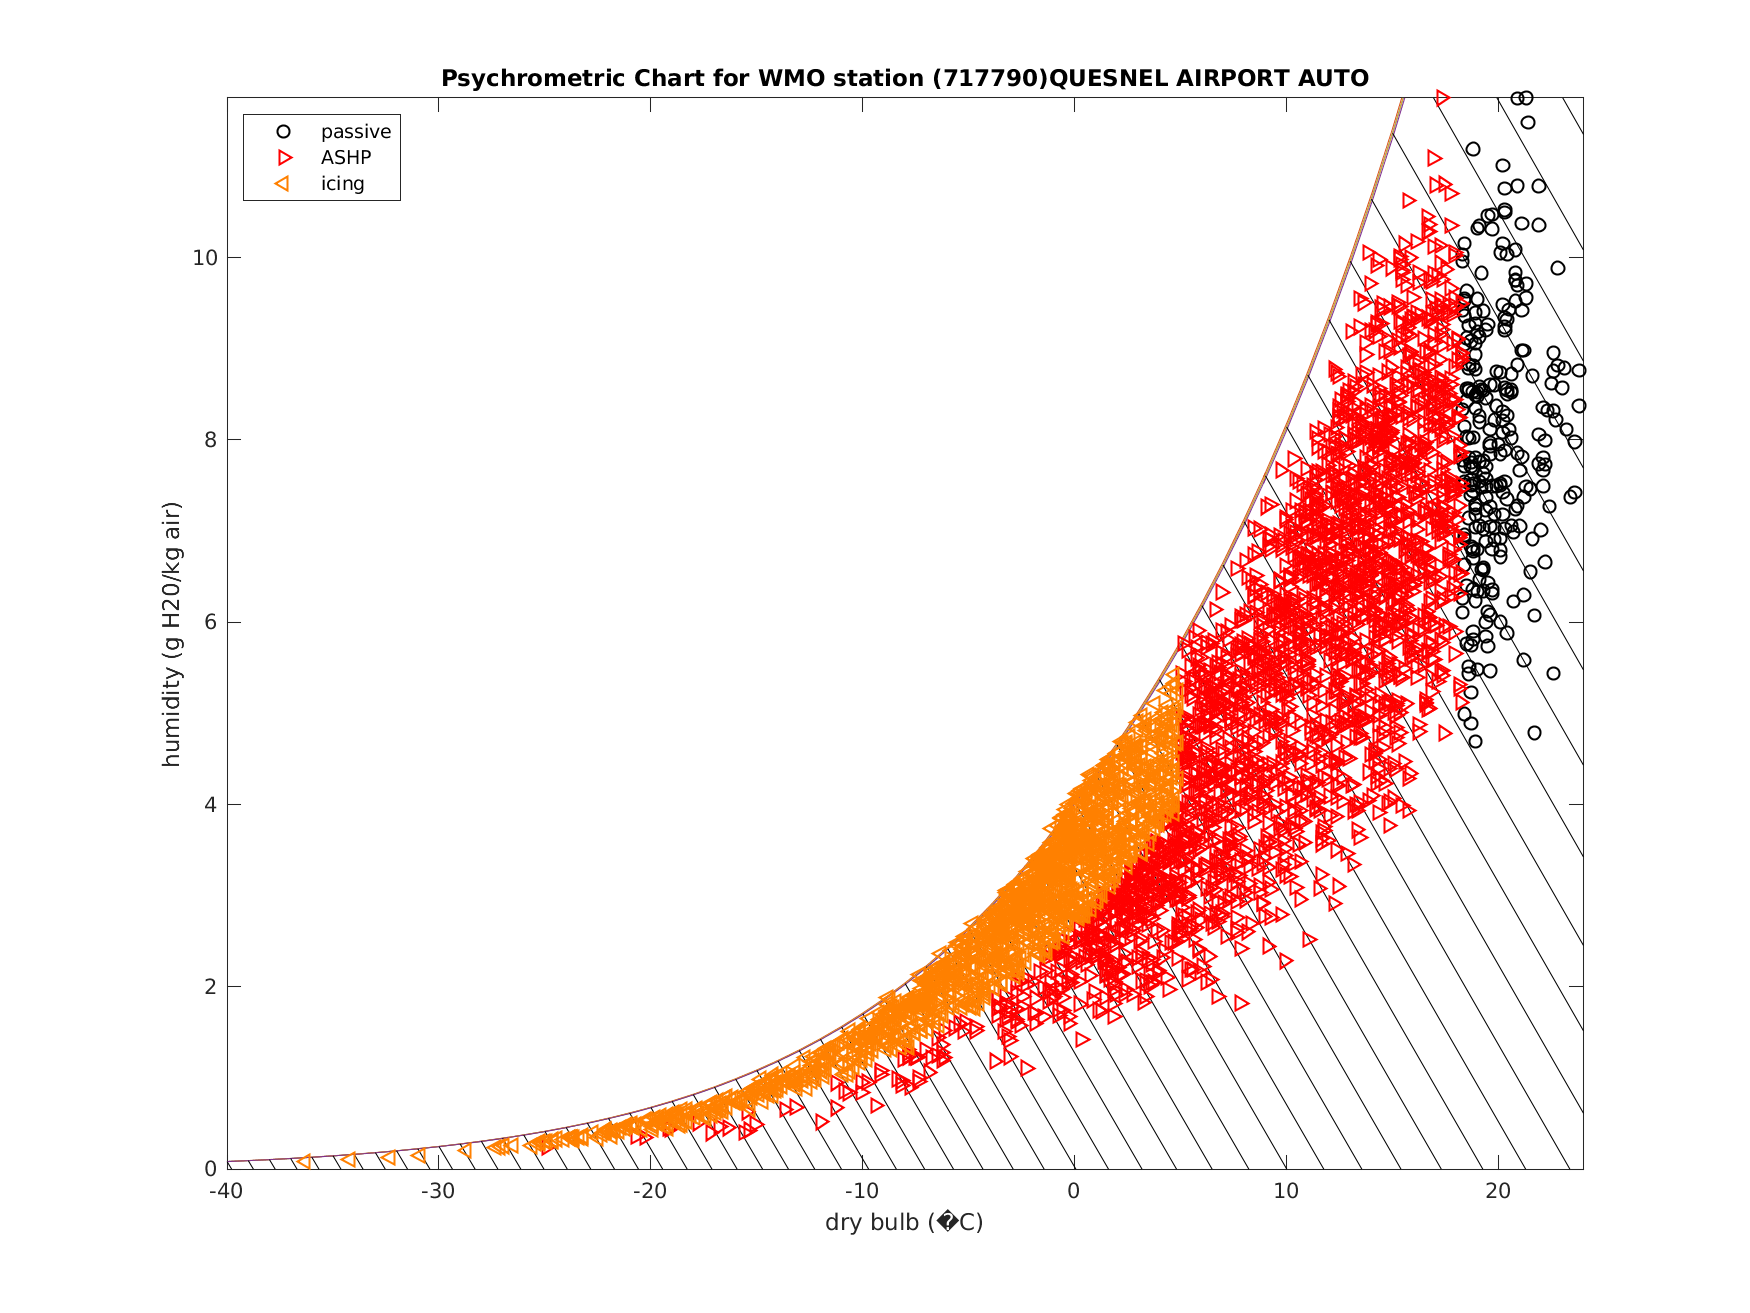 Psychrometric Chart for WMO station (717790)QUESNEL AIRPORT AUTO
passive
ASHP
icing
humidity (g H20/kg air)
10
8
6
4
2
0
-40 -30 -20 -10 0 10 20
dry bulb (�C)